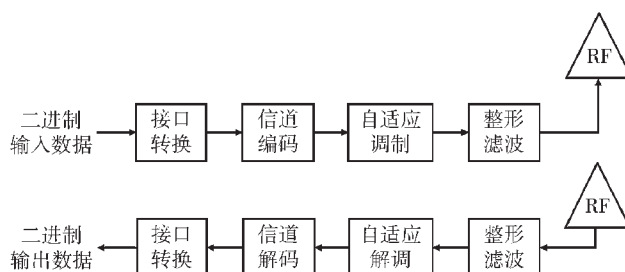 RF
二进制
输入数据
接口
转换
信道
编码
自适应
调制
整形
滤波
RF
二进制
输出数据
接口
转换
信道
解码
自适应
解调
整形
滤波